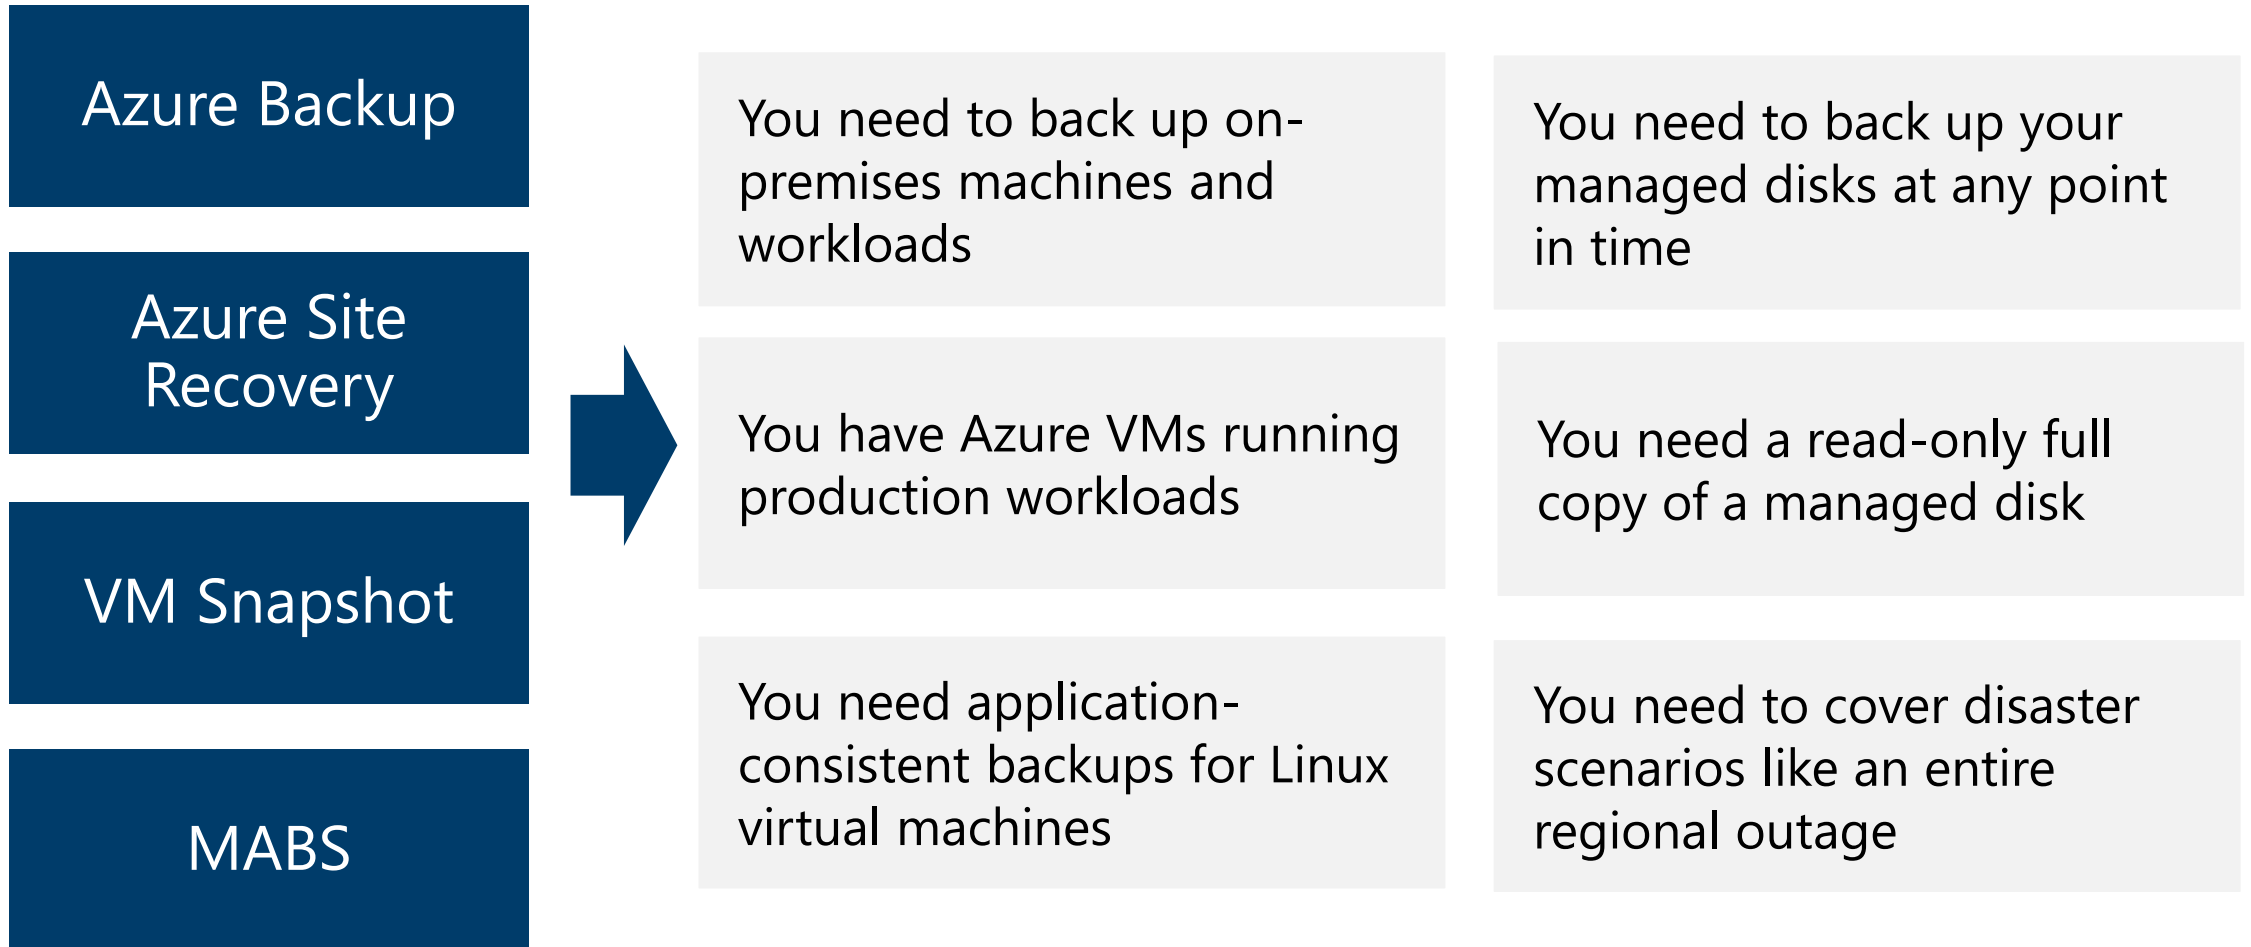 Azure Backup
Azure Site
Recovery
VM Snapshot
MABS
You need to back up on-
premises machines and
workloads
You have Azure VMs running
production workloads
You need application-
consistent backups for Linux
virtual machines
You need to back up your
managed disks at any point
in time
You need a read-only full
copy of a managed disk
You need to cover disaster
scenarios like an entire
regional outage